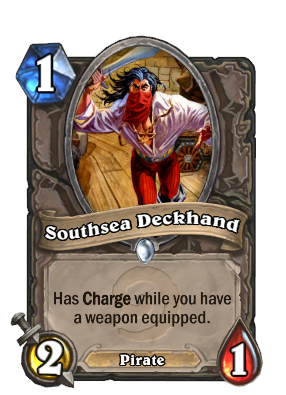 1
Southsea Deckhand
Has Charge while you have
a weapon equipped.
2
Pirate
1